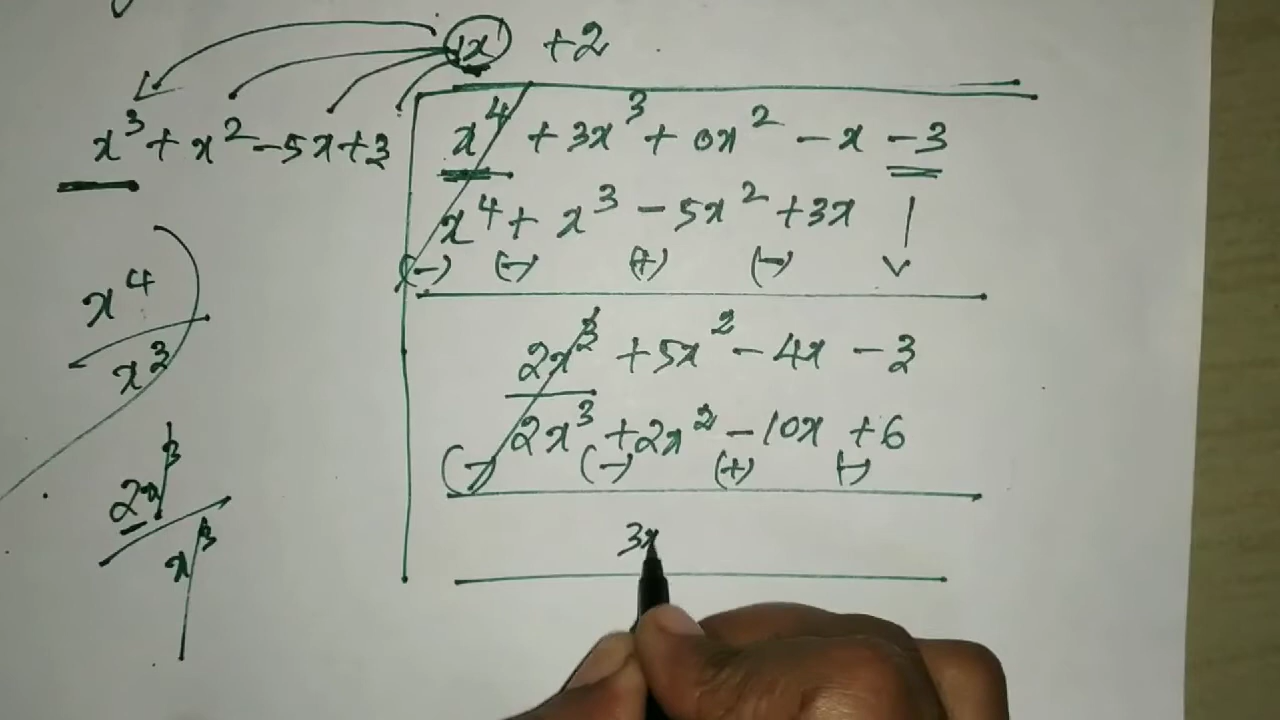 x + 2
x³ + x² - 5x + 3 x⁴ + 3x³ + 0x² - x - 3
x⁴ + x³ - 5x² + 3x
(-) (-) (+) (-)
x⁴
x³
2x³ + 5x² - 4x - 3
2x³ + 2x² - 10x + 6
(-) (-) (+) (-)
2x³
x³
3x